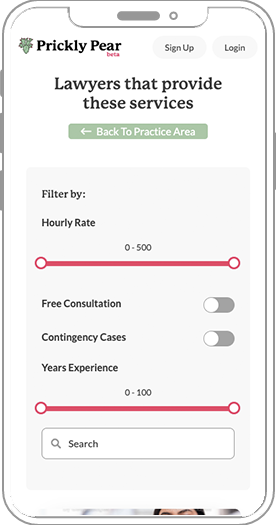 Prickly Pear
beta
Sign Up
Login
Lawyers that provide
these services
← Back To Practice Area
Filter by:
Hourly Rate
0 - 500
Free Consultation
Contingency Cases
Years Experience
0 - 100
Search